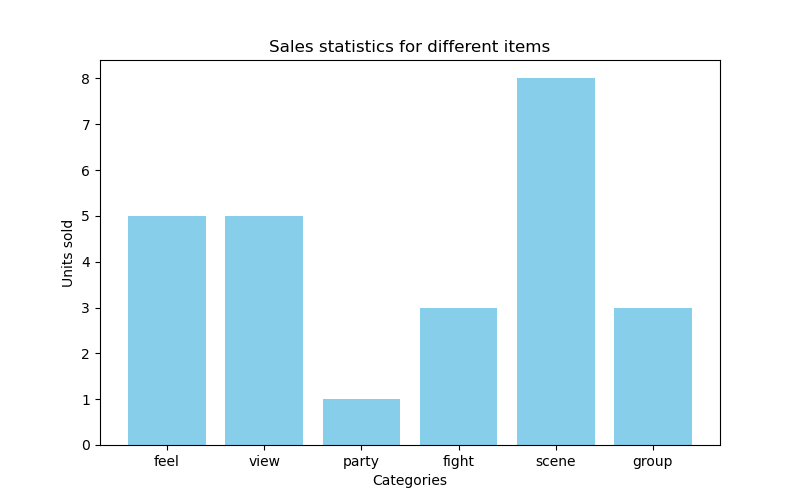 Sales statistics for different items
Units sold
8
7
6
5
4
3
2
1
0
feel view party fight scene group
Categories